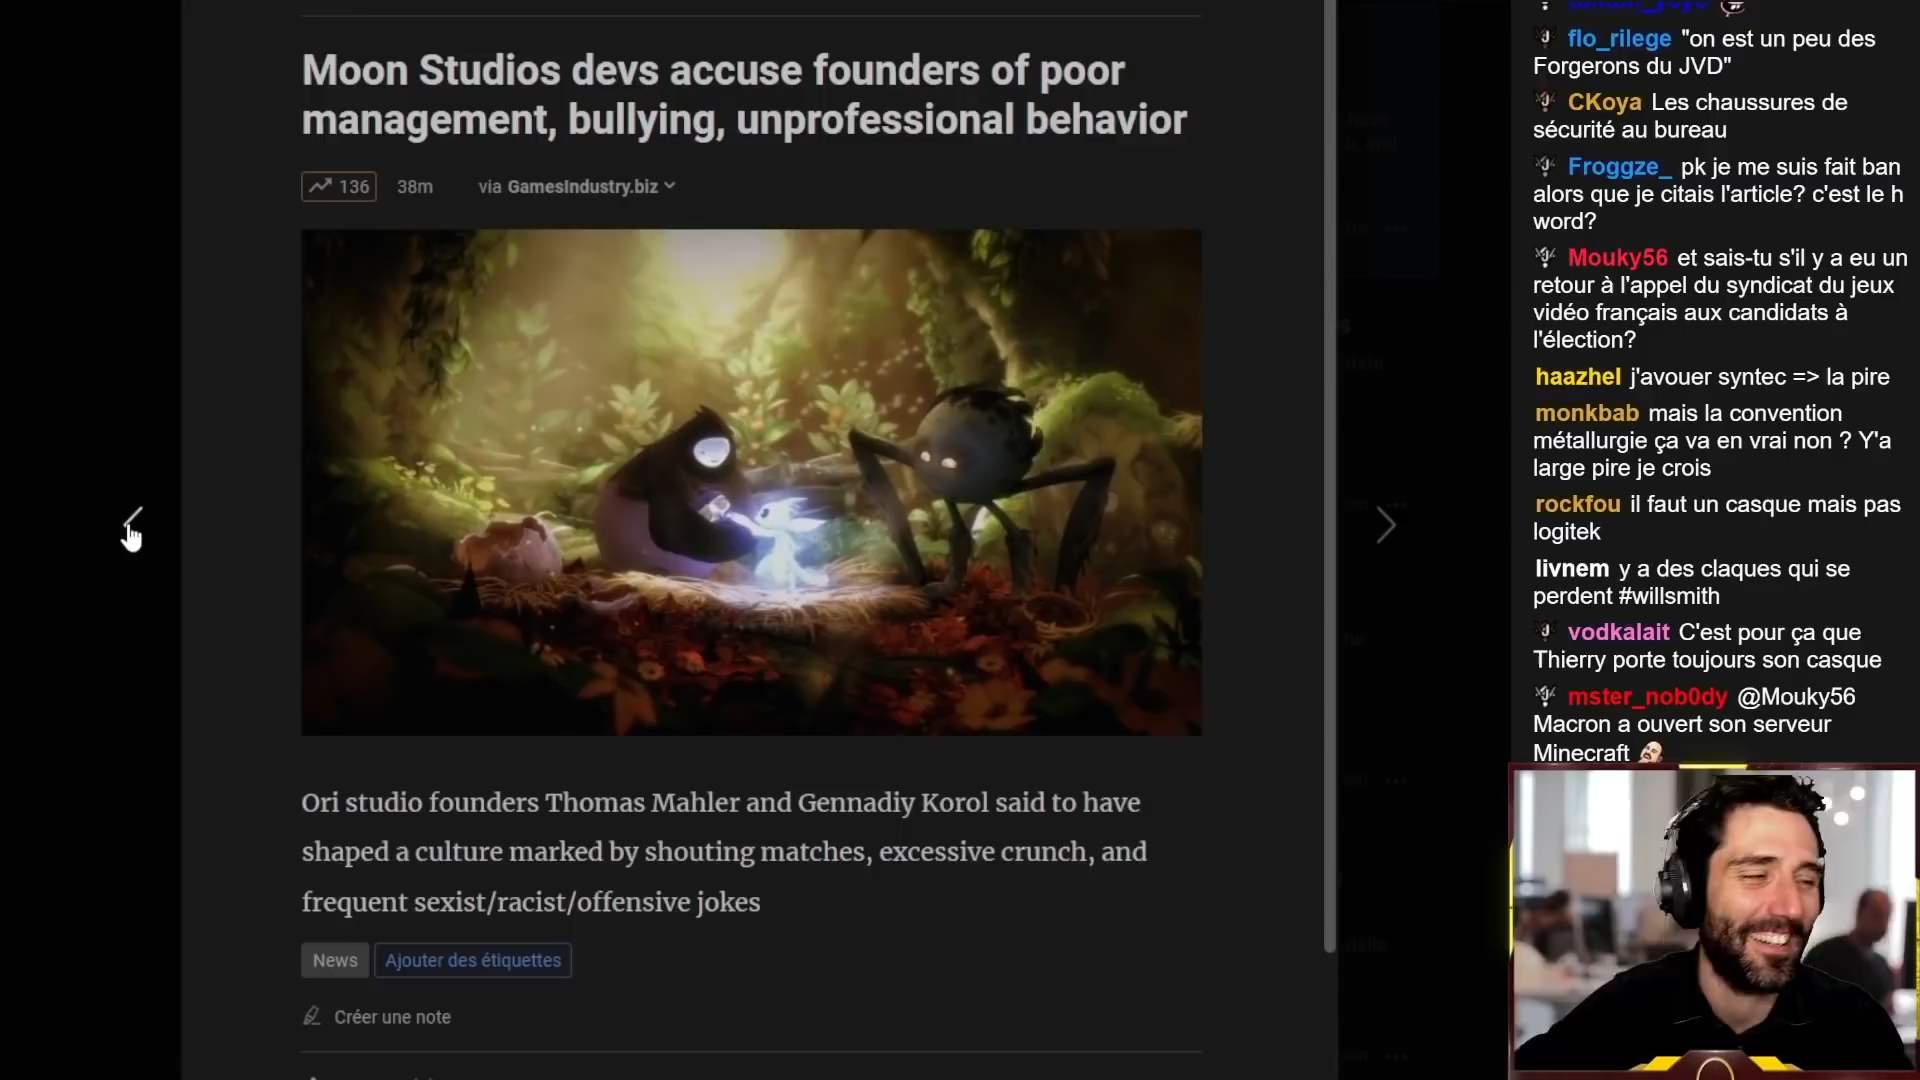 Moon Studios devs accuse founders of poor
management, bullying, unprofessional behavior
136 38m via GamesIndustry.biz
Ori studio founders Thomas Mahler and Gennadiy Korol said to have
shaped a culture marked by shouting matches, excessive crunch, and
frequent sexist/racist/offensive jokes
News Ajouter des étiquettes
Créer une note
flo_rilege "on est un peu des
Forgerons du JVD"
CKoya Les chaussures de
sécurité au bureau
Froggze_ pk je me suis fait ban
alors que je citais l'article? c'est le h
word?
Mouky56 et sais-tu s'il y a eu un
retour à l'appel du syndicat du jeux
vidéo français aux candidats à
l'élection?
haazhel j'avouer syntec => la pire
monkbab mais la convention
métallurgie ça va en vrai non ? Y'a
large pire je crois
rockfou il faut un casque mais pas
logitek
livnem y a des claques qui se
perdent #willsmith
vodkalait C'est pour ça que
Thierry porte toujours son casque
mster_nob0dy @Mouky56
Macron a ouvert son serveur
Minecraft